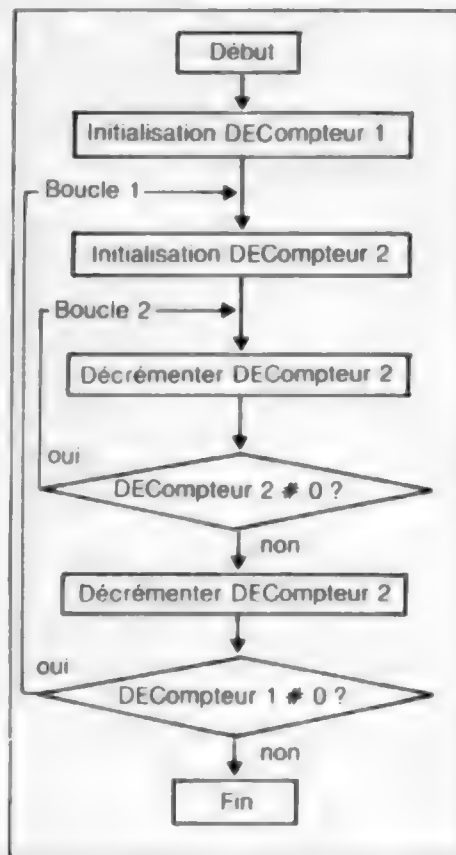 Début
Initialisation DECompteur 1
Boucle 1
Initialisation DECompteur 2
Boucle 2
Décrémenter DECompteur 2
oui
DECompteur 2 # 0 ?
non
Décrémenter DECompteur 2
oui
DECompteur 1 # 0 ?
non
Fin